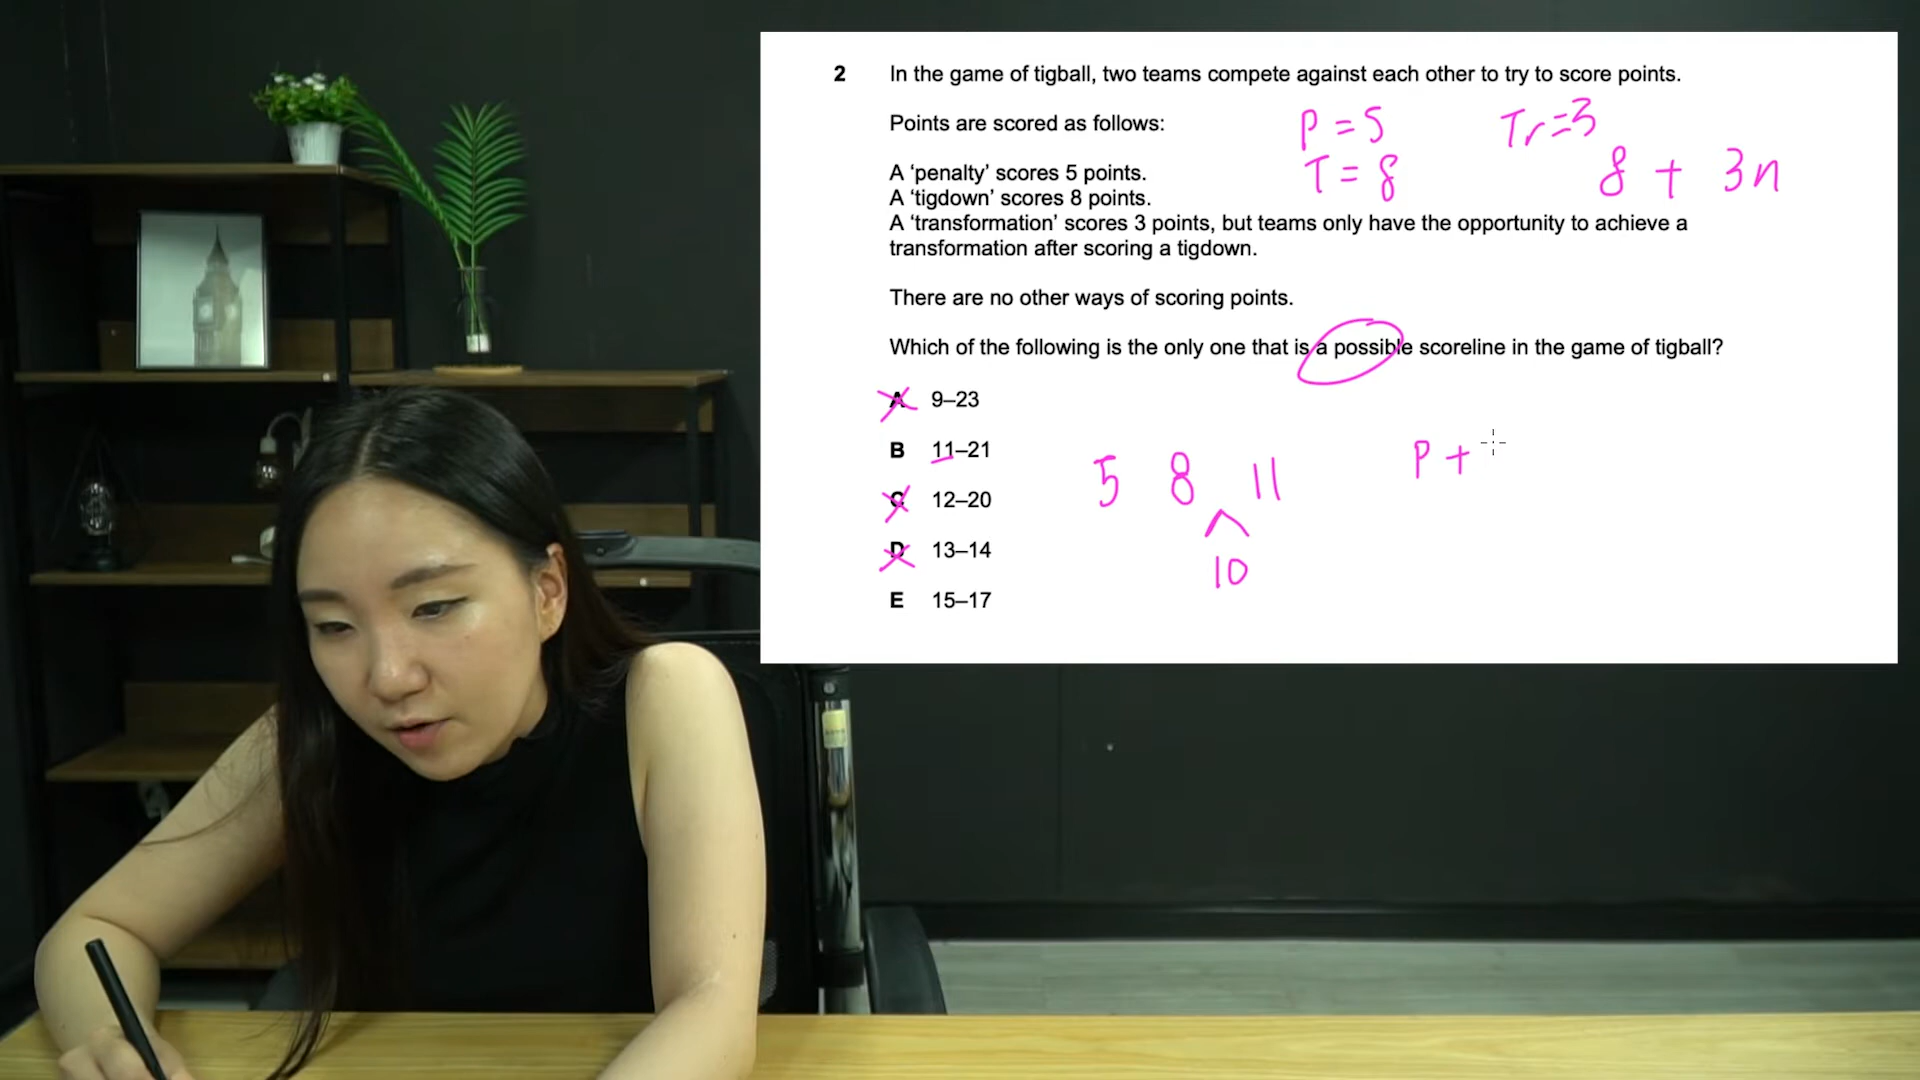 2 In the game of tigball, two teams compete against each other to try to score points.
Points are scored as follows:
P = 5
Tr=3
A ‘penalty’ scores 5 points.
T = 8
8 + 3n
A ‘tigdown’ scores 8 points.
A ‘transformation’ scores 3 points, but teams only have the opportunity to achieve a
transformation after scoring a tigdown.
There are no other ways of scoring points.
Which of the following is the only one that is a possible scoreline in the game of tigball?
A 9–23
B 11–21
C 12–20
D 13–14
E 15–17
5 8 11
10
P +